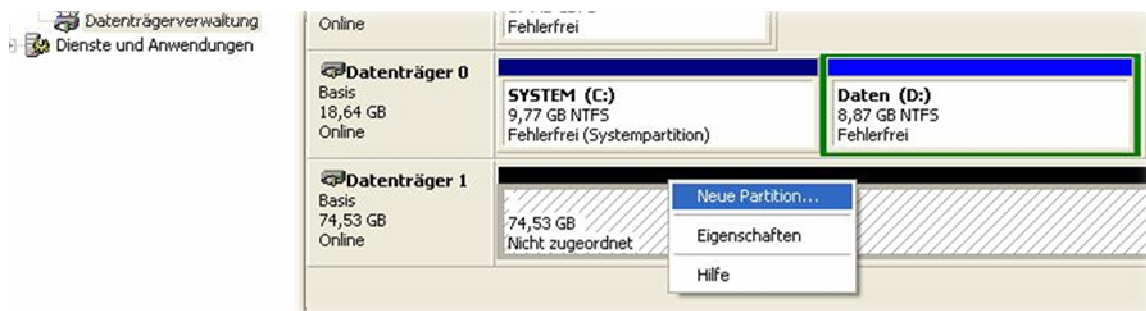 Datenträgerverwaltung
Dienste und Anwendungen
Online
Fehlerfrei
Datenträger 0
Basis
18,64 GB
Online
SYSTEM (C:)
9,77 GB NTFS
Fehlerfrei (Systempartition)
Daten (D:)
8,87 GB NTFS
Fehlerfrei
Datenträger 1
Basis
74,53 GB
Online
74,53 GB
Nicht zugeordnet
Neue Partition...
Eigenschaften
Hilfe